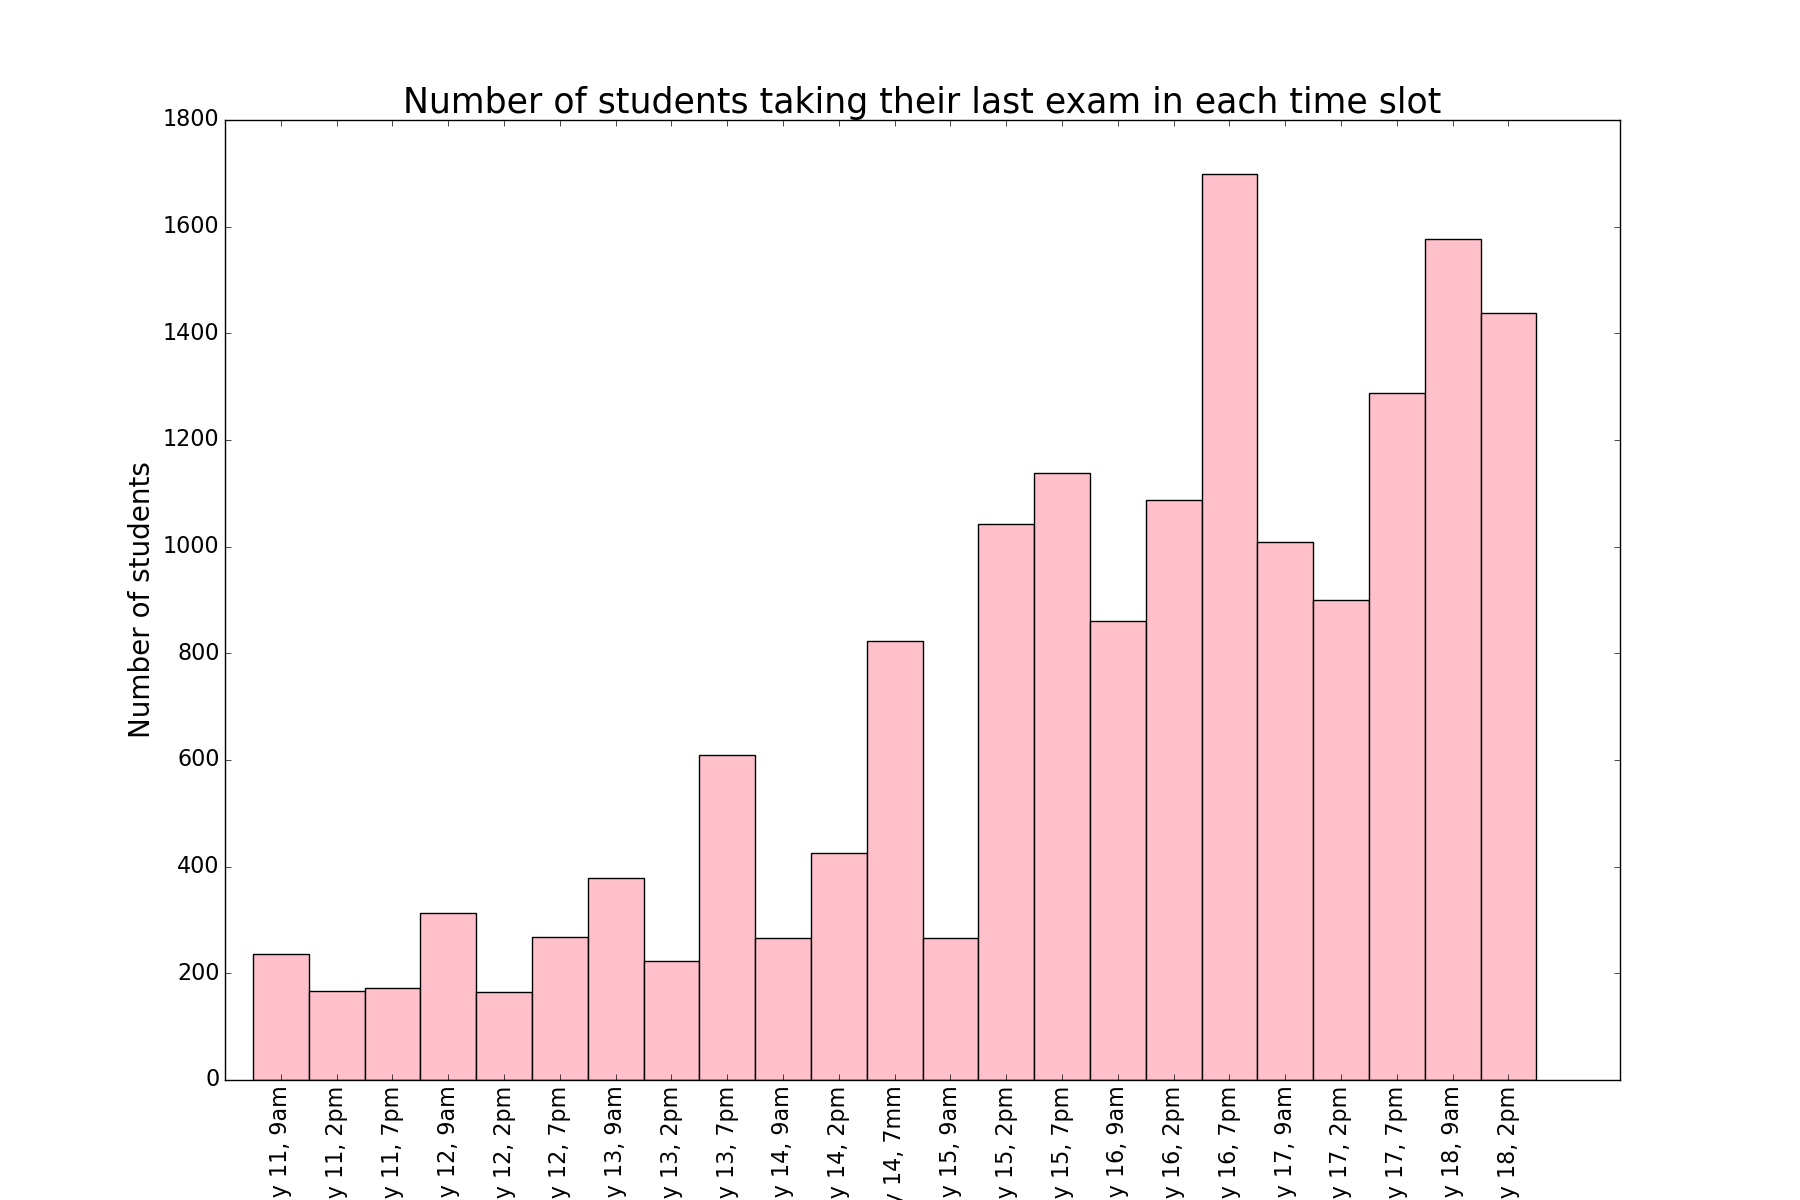 Number of students taking their last exam in each time slot
Number of students
1800
1600
1400
1200
1000
800
600
400
200
0
y 11, 9am
y 11, 2pm
y 11, 7pm
y 12, 9am
y 12, 2pm
y 12, 7pm
y 13, 9am
y 13, 2pm
y 13, 7pm
y 14, 9am
y 14, 2pm
y 14, 7mm
y 15, 9am
y 15, 2pm
y 15, 7pm
y 16, 9am
y 16, 2pm
y 16, 7pm
y 17, 9am
y 17, 2pm
y 17, 7pm
y 18, 9am
y 18, 2pm